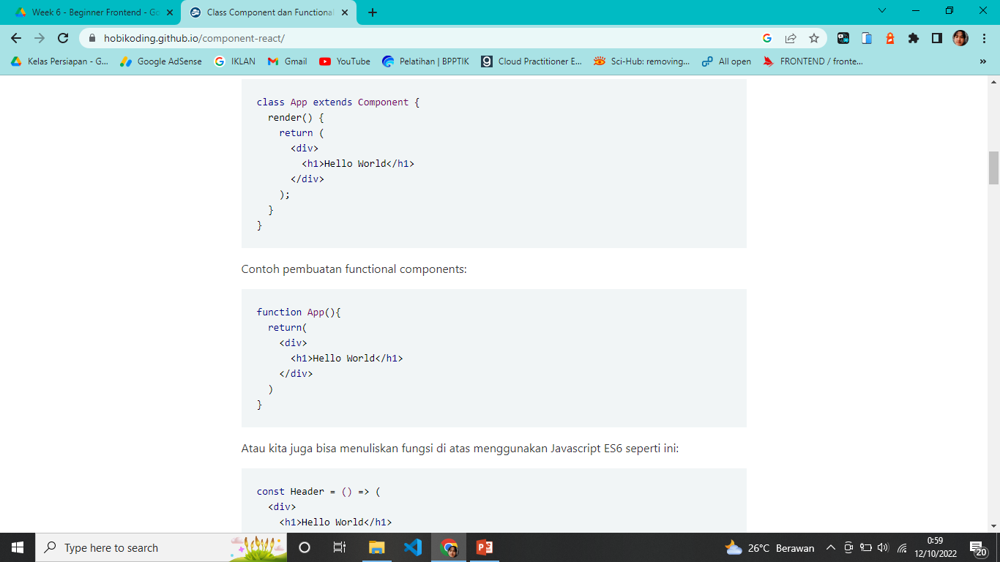 Week 6 - Beginner Frontend - Go
Class Component dan Functional
hobikoding.github.io/component-react/
Kelas Persiapan - G...
Google AdSense
IKLAN
Gmail
YouTube
Pelatihan | BPPTIK
Cloud Practitioner E...
Sci-Hub: removing...
All open
FRONTEND / fronte...
»
class App extends Component {
  render() {
    return (
      <div>
        <h1>Hello World</h1>
      </div>
    );
  }
}
Contoh pembuatan functional components:
function App(){
  return(
    <div>
      <h1>Hello World</h1>
    </div>
  )
}
Atau kita juga bisa menuliskan fungsi di atas menggunakan Javascript ES6 seperti ini:
const Header = () => (
  <div>
    <h1>Hello World</h1>
Type here to search
26°C Berawan
0:59
12/10/2022
20